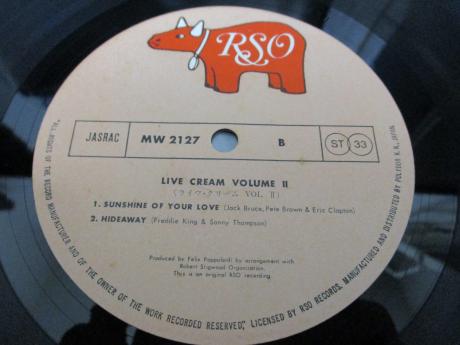 RSO
JASRAC
MW 2127
B
ST 33
LIVE CREAM VOLUME II
(ライヴ・クリーム VOL. II)
1. SUNSHINE OF YOUR LOVE (Jack Bruce, Pete Brown & Eric Clapton)
2. HIDEAWAY (Freddie King & Sonny Thompson)
Produced by Felix Pappalardi by arrangement with
Robert Stigwood Organization.
This is an original RSO recording.
ALL RIGHTS OF THE RECORD MANUFACTURER AND OF THE OWNER OF THE WORK RECORDED RESERVED; LICENSED BY RSO RECORDS. MANUFACTURED AND DISTRIBUTED BY POLYDOR K.K., JAPAN